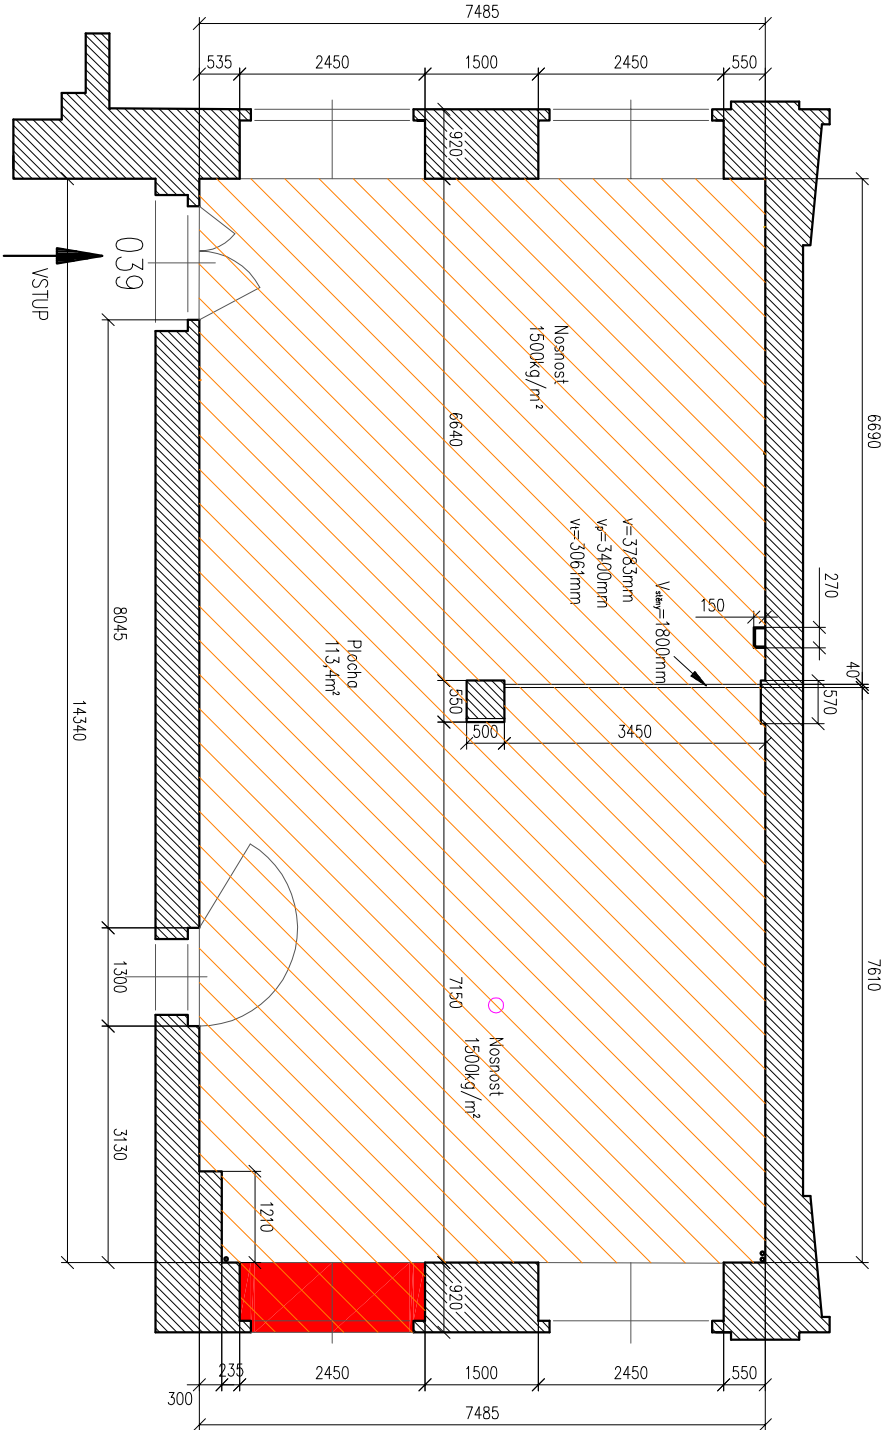 7485
535
2450
1500
2450
550
920
039
VSTUP
Nosnost
1500kg/m²
6640
6690
v=3783mm
vp=3400mm
vt=3061mm
Vstěny=1800mm
150
270
40
570
8045
14340
Plocha
113,4m²
550
500
3450
7150
7610
Nosnost
1500kg/m²
1300
3130
1210
920
300
235
2450
1500
2450
550
7485